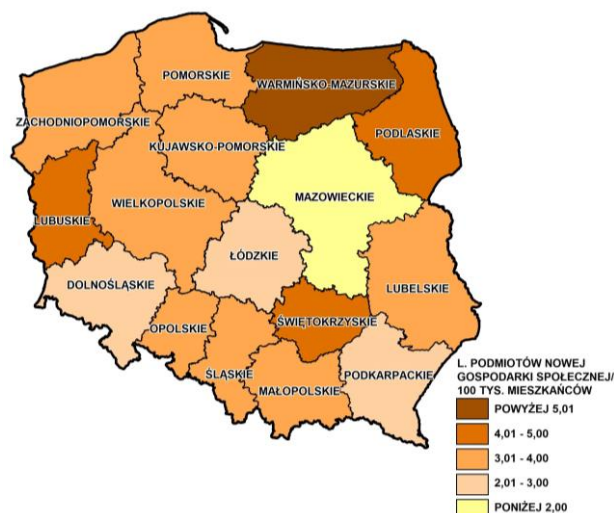 POMORSKIE
WARMIŃSKO-MAZURSKIE
ZACHODNIOPOMORSKIE
PODLASKIE
KUJAWSKO-POMORSKIE
MAZOWIECKIE
WIELKOPOLSKIE
LUBUSKIE
ŁÓDZKIE
DOLNOŚLĄSKIE
LUBELSKIE
ŚWIĘTOKRZYSKIE
OPOLSKIE
ŚLĄSKIE
PODKARPACKIE
MAŁOPOLSKIE
L. PODMIOTÓW NOWEJ
GOSPODARKI SPOŁECZNEJ/
100 TYS. MIESZKAŃCÓW
POWYŻEJ 5,01
4,01 - 5,00
3,01 - 4,00
2,01 - 3,00
PONIŻEJ 2,00